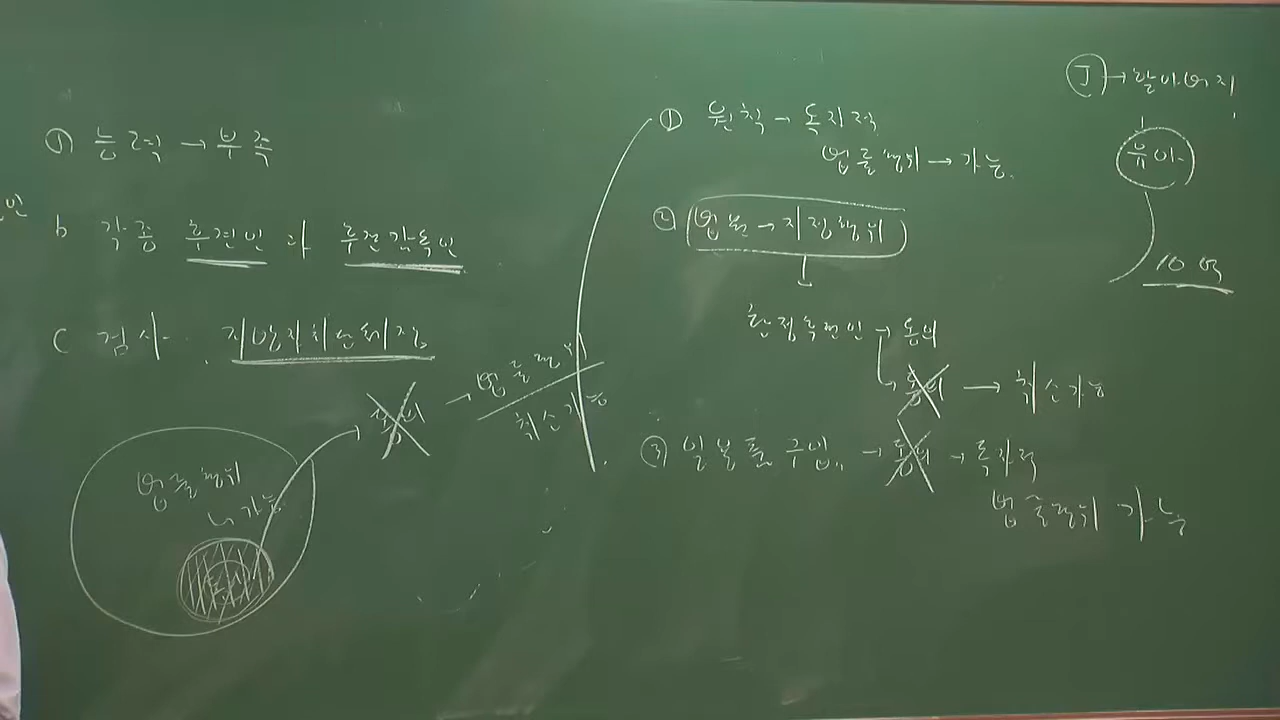 ⓐ 능력 → 부족
b 각종 후견인 과 후견감독인
c 검사.. 지방자치단체장
동의 → 법률행위
취소가능
법률행위
↳ 가능
동의
① 원칙 → 독자적
법률행위 → 가능.
② 법원 → 지정행위
한정후견인 → 동의
동의 → 취소가능
③ 일용품 구입.. → 동의 → 독자적
법률행위 가능
J → 할아버지
유아
10억